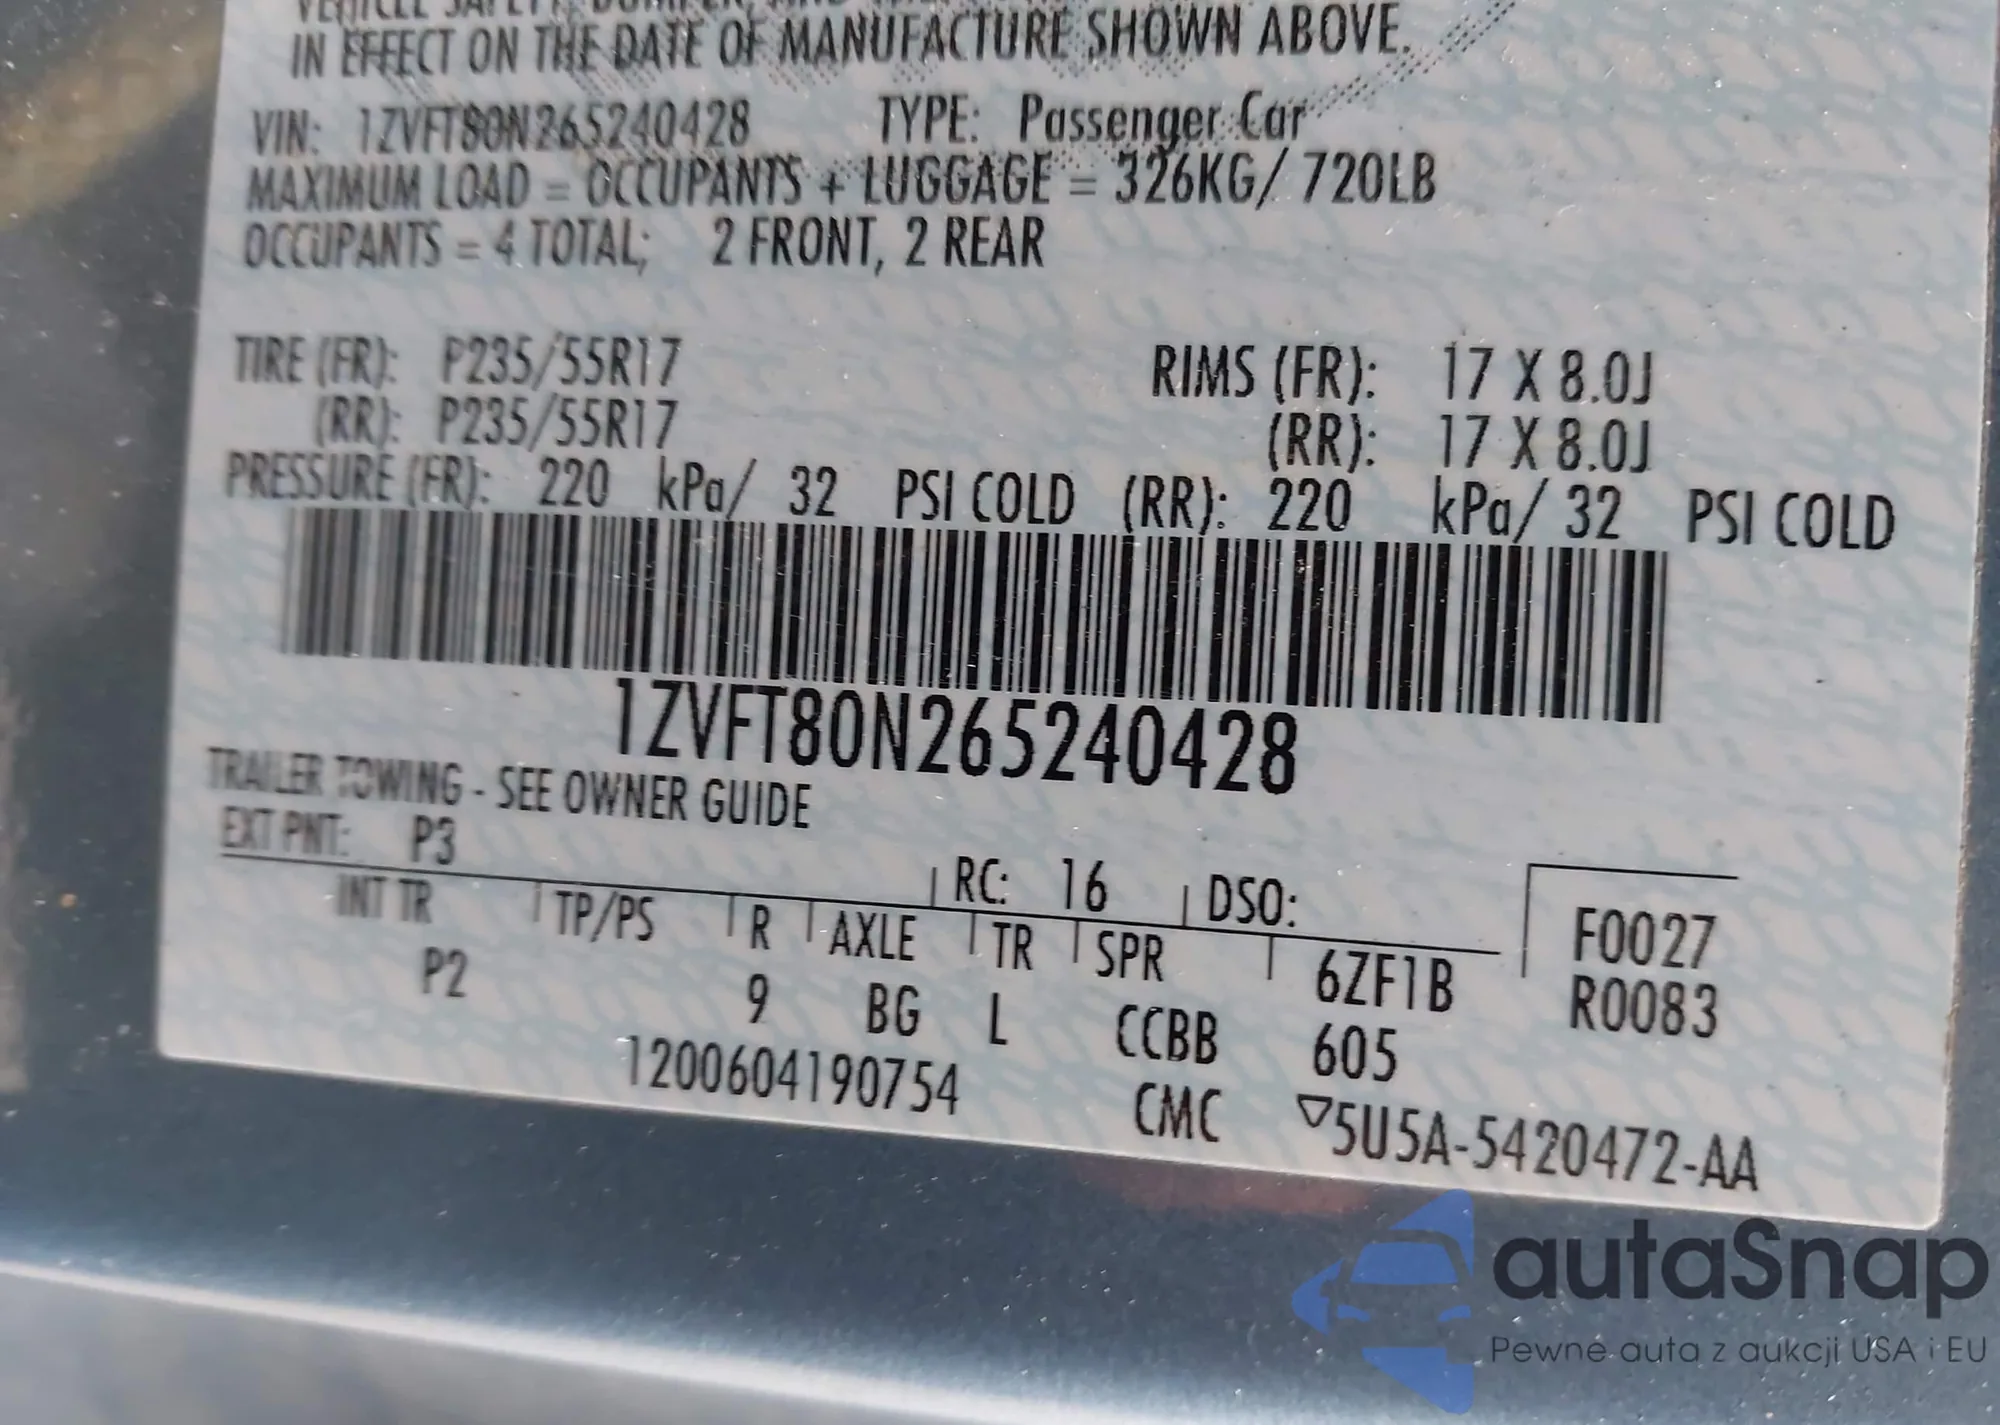 VEHICLE SAFETY, BUMPER, AND
IN EFFECT ON THE DATE OF MANUFACTURE SHOWN ABOVE.
VIN: 1ZVFT80N265240428 TYPE: Passenger Car
MAXIMUM LOAD = OCCUPANTS + LUGGAGE = 326KG/ 720LB
OCCUPANTS = 4 TOTAL; 2 FRONT, 2 REAR
TIRE (FR): P235/55R17 RIMS (FR): 17 X 8.0J
(RR): P235/55R17 (RR): 17 X 8.0J
PRESSURE (FR): 220 kPa/ 32 PSI COLD (RR): 220 kPa/ 32 PSI COLD
1ZVFT80N265240428
TRAILER TOWING - SEE OWNER GUIDE
EXT PNT: P3 RC: 16 DSO: F0027
INT TR TP/PS R AXLE TR SPR 6ZF1B R0083
P2 9 BG L CCBB 605
1200604190754 CMC ▽5U5A-5420472-AA
autaSnap
Pewne auta z aukcji USA i EU